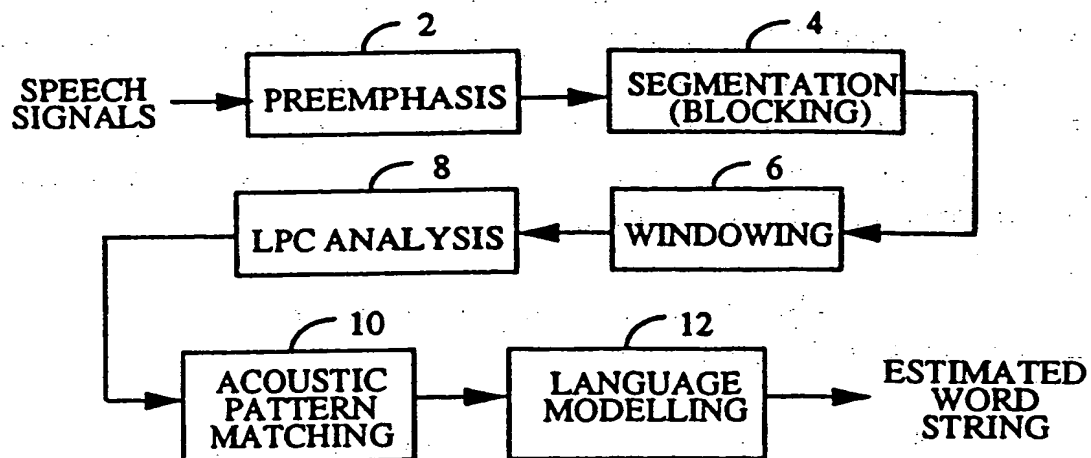 2
4
SPEECH
SIGNALS
PREEMPHASIS
SEGMENTATION
(BLOCKING)
8
6
LPC ANALYSIS
WINDOWING
10
12
ACOUSTIC
PATTERN
MATCHING
LANGUAGE
MODELLING
ESTIMATED
WORD
STRING